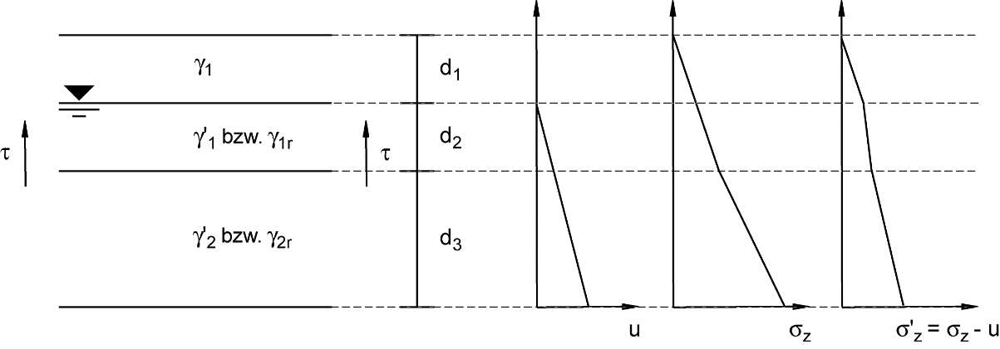 γ₁
d₁
γ'₁ bzw. γ₁ᵣ
d₂
τ
τ
γ'₂ bzw. γ₂ᵣ
d₃
u
σz
σ'z = σz - u